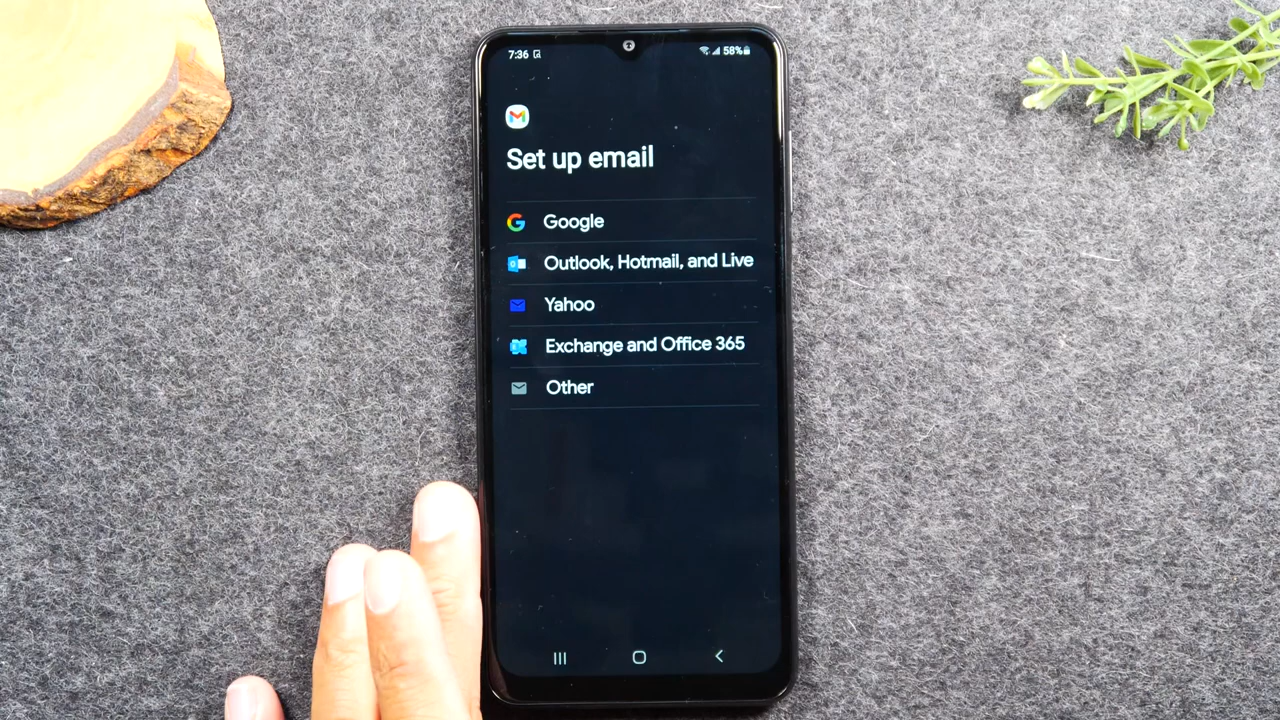 7:36 58%
Set up email
Google
Outlook, Hotmail, and Live
Yahoo
Exchange and Office 365
Other